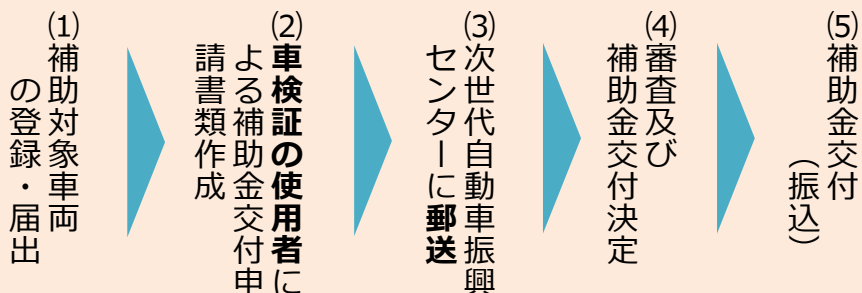 (1)
補助対象車両
の登録・届出
(2)
車検証の使用者に
よる補助金交付申
請書類作成
(3)
次世代自動車振興
センターに郵送
(4)
審査及び
補助金交付決定
(5)
補助金交付
（振込）